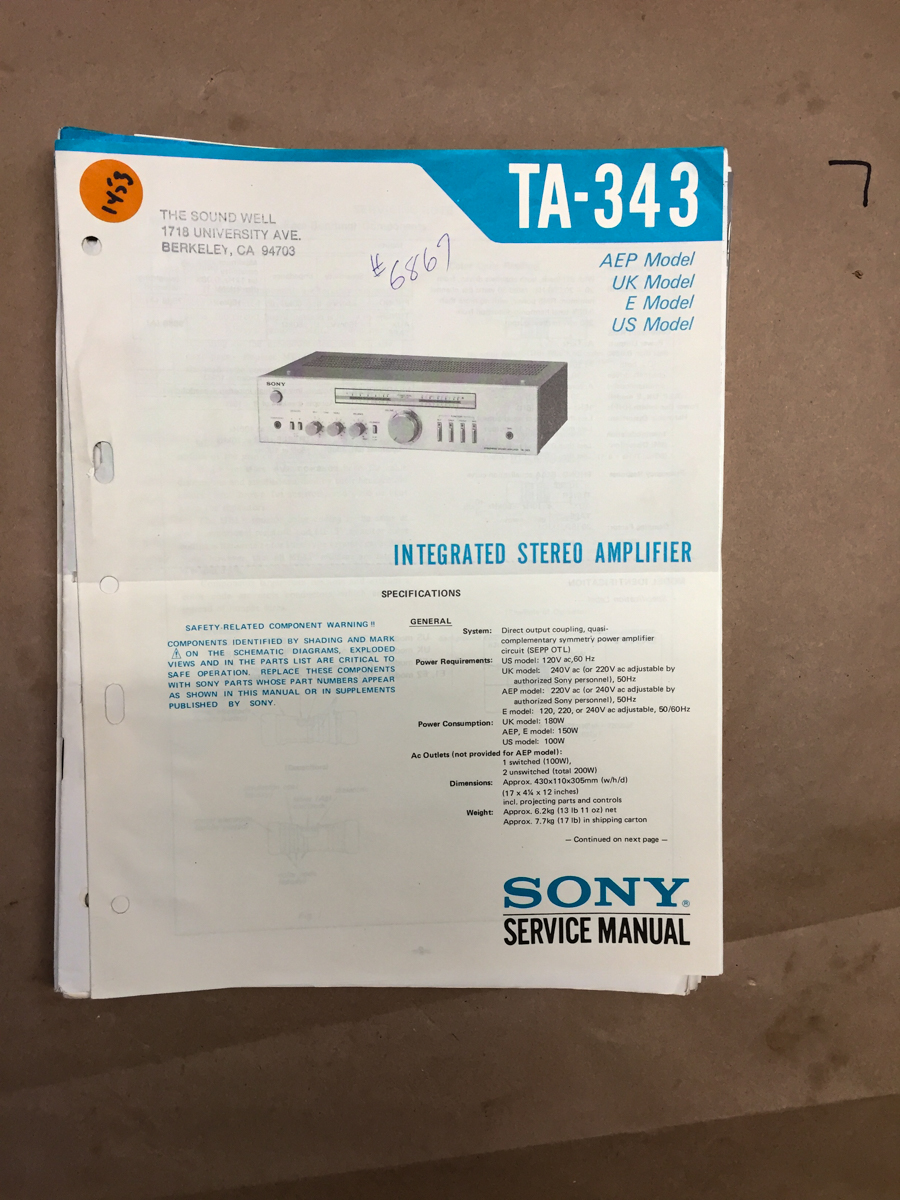 TA-343
1453
THE SOUND WELL
1718 UNIVERSITY AVE.
BERKELEY, CA 94703
#6867
AEP Model
UK Model
E Model
US Model
SONY
INTEGRATED STEREO AMPLIFIER
SPECIFICATIONS
SAFETY-RELATED COMPONENT WARNING !!
COMPONENTS IDENTIFIED BY SHADING AND MARK
⚠ ON THE SCHEMATIC DIAGRAMS, EXPLODED
VIEWS AND IN THE PARTS LIST ARE CRITICAL TO
SAFE OPERATION. REPLACE THESE COMPONENTS
WITH SONY PARTS WHOSE PART NUMBERS APPEAR
AS SHOWN IN THIS MANUAL OR IN SUPPLEMENTS
PUBLISHED BY SONY.
GENERAL
System: Direct output coupling, quasi-
complementary symmetry power amplifier
circuit (SEPP OTL)
Power Requirements: US model: 120V ac, 60 Hz
UK model: 240V ac (or 220V ac adjustable by
authorized Sony personnel), 50Hz
AEP model: 220V ac (or 240V ac adjustable by
authorized Sony personnel), 50Hz
E model: 120, 220, or 240V ac adjustable, 50/60Hz
Power Consumption: UK model: 180W
AEP, E model: 150W
US model: 100W
Ac Outlets (not provided for AEP model):
1 switched (100W),
2 unswitched (total 200W)
Dimensions: Approx. 430x110x305mm (w/h/d)
(17 x 4¼ x 12 inches)
incl. projecting parts and controls
Weight: Approx. 6.2kg (13 lb 11 oz) net
Approx. 7.7kg (17 lb) in shipping carton
— Continued on next page —
SONY®
SERVICE MANUAL